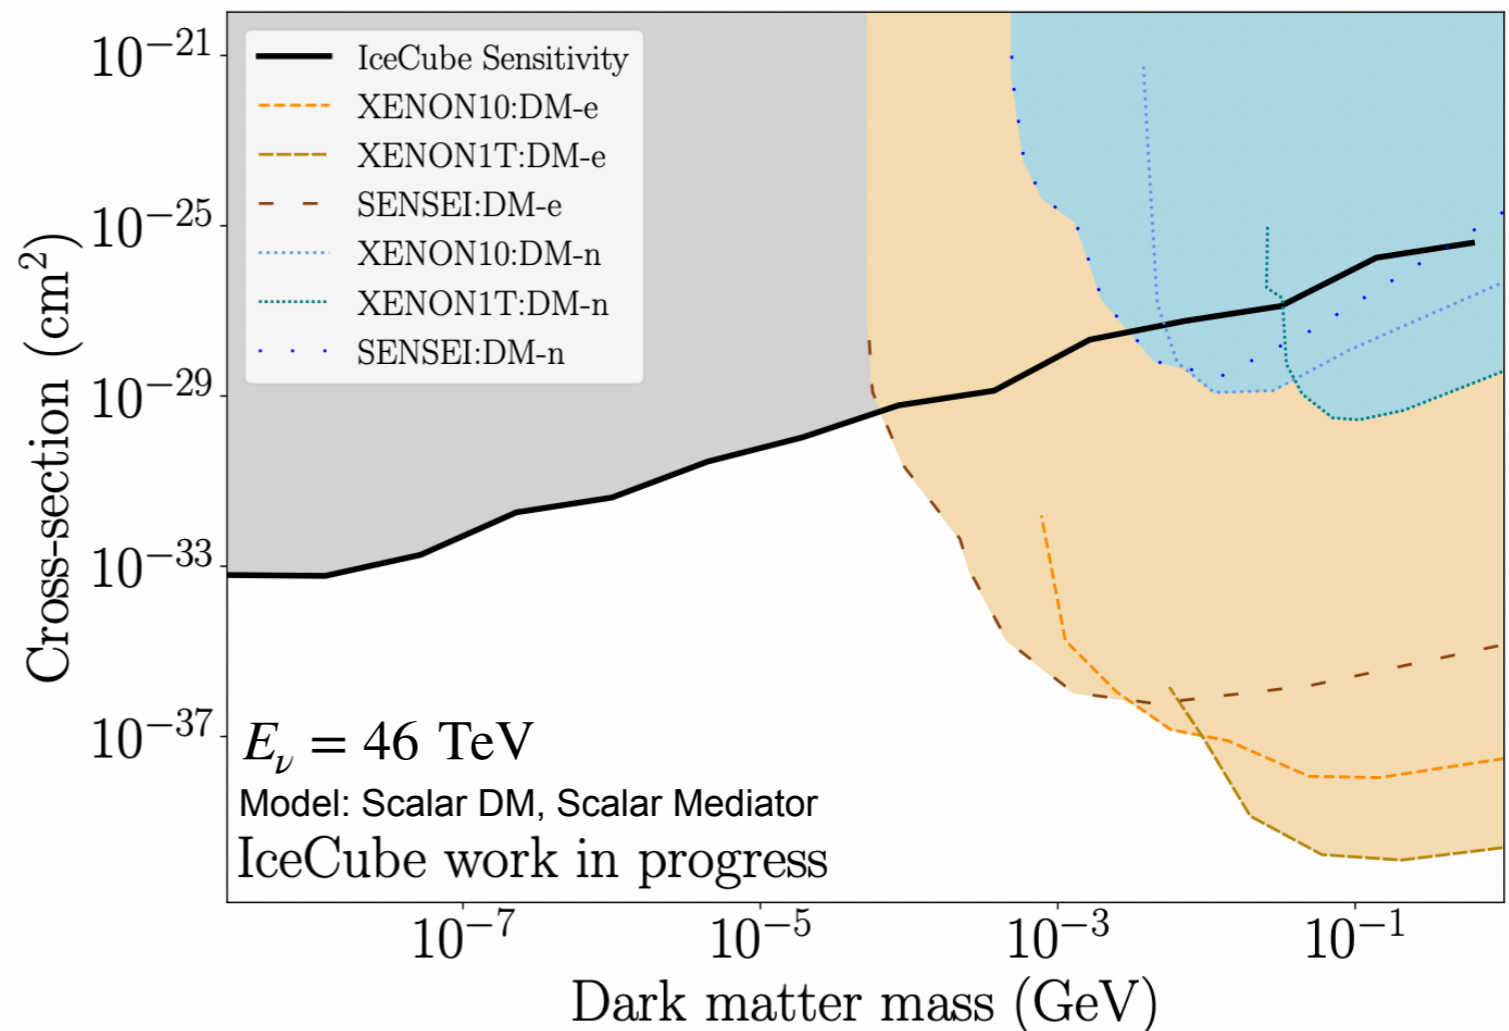 10⁻²¹
10⁻²⁵
10⁻²⁹
10⁻³³
10⁻³⁷
Cross-section (cm²)
IceCube Sensitivity
XENON10:DM-e
XENON1T:DM-e
SENSEI:DM-e
XENON10:DM-n
XENON1T:DM-n
SENSEI:DM-n
E_ν = 46 TeV
Model: Scalar DM, Scalar Mediator
IceCube work in progress
10⁻⁷ 10⁻⁵ 10⁻³ 10⁻¹
Dark matter mass (GeV)